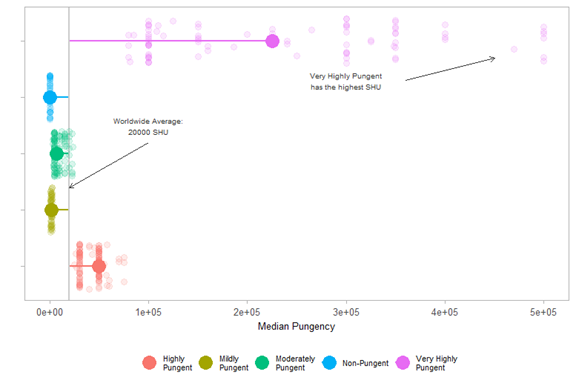 Very Highly Pungent
has the highest SHU
Worldwide Average:
20000 SHU
0e+00 1e+05 2e+05 3e+05 4e+05 5e+05
Median Pungency
Highly Pungent
Mildly Pungent
Moderately Pungent
Non-Pungent
Very Highly Pungent